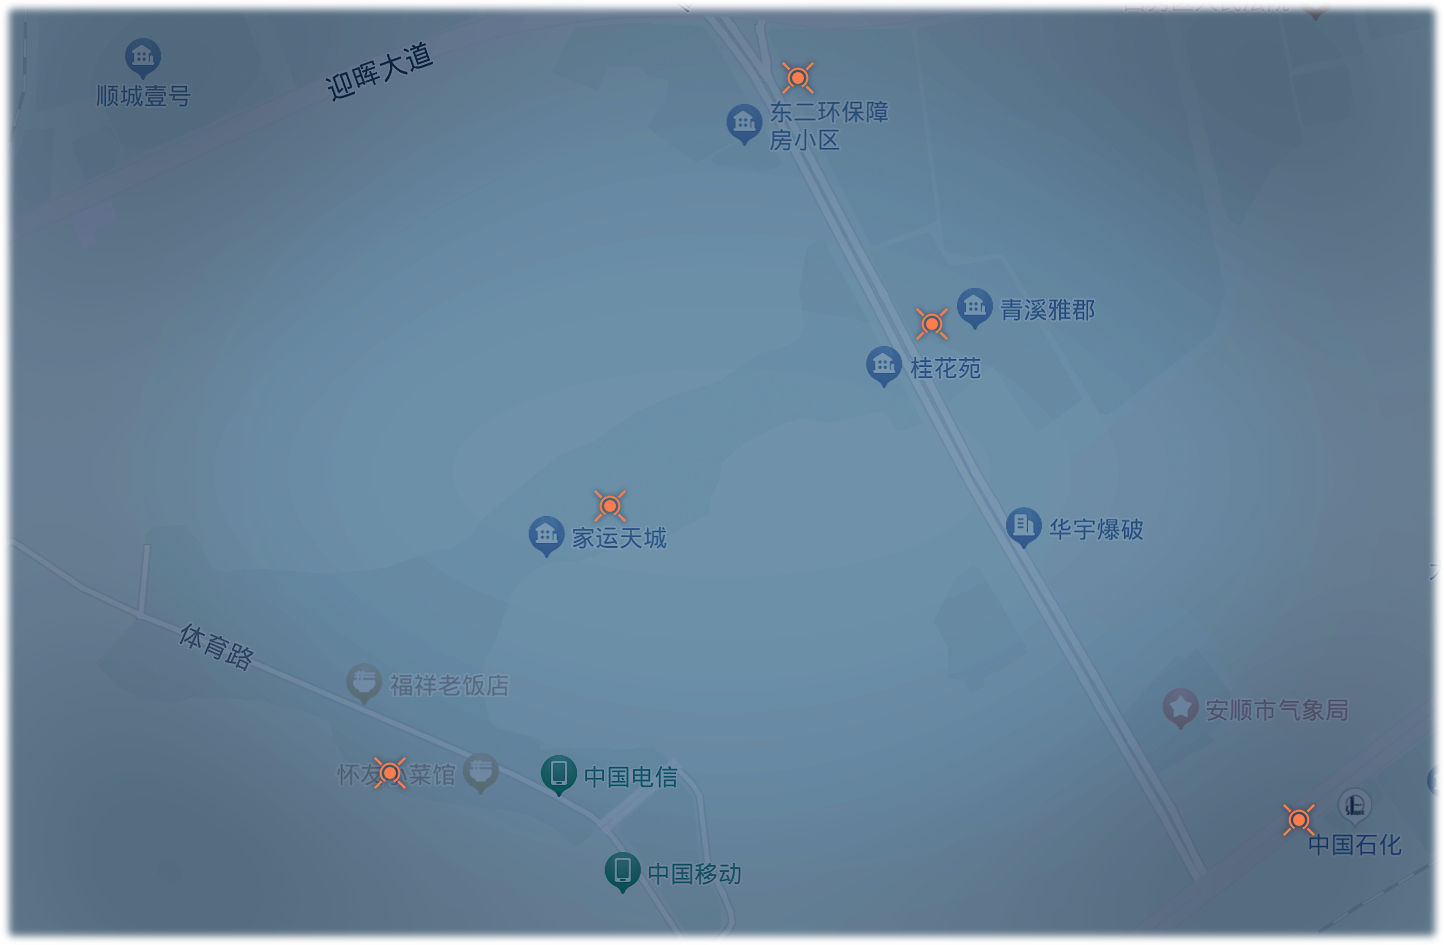 迎晖大道
顺城壹号
东二环保障
房小区
青溪雅郡
桂花苑
华宇爆破
家运天城
体育路
福祥老饭店
安顺市气象局
中国电信
中国石化
中国移动